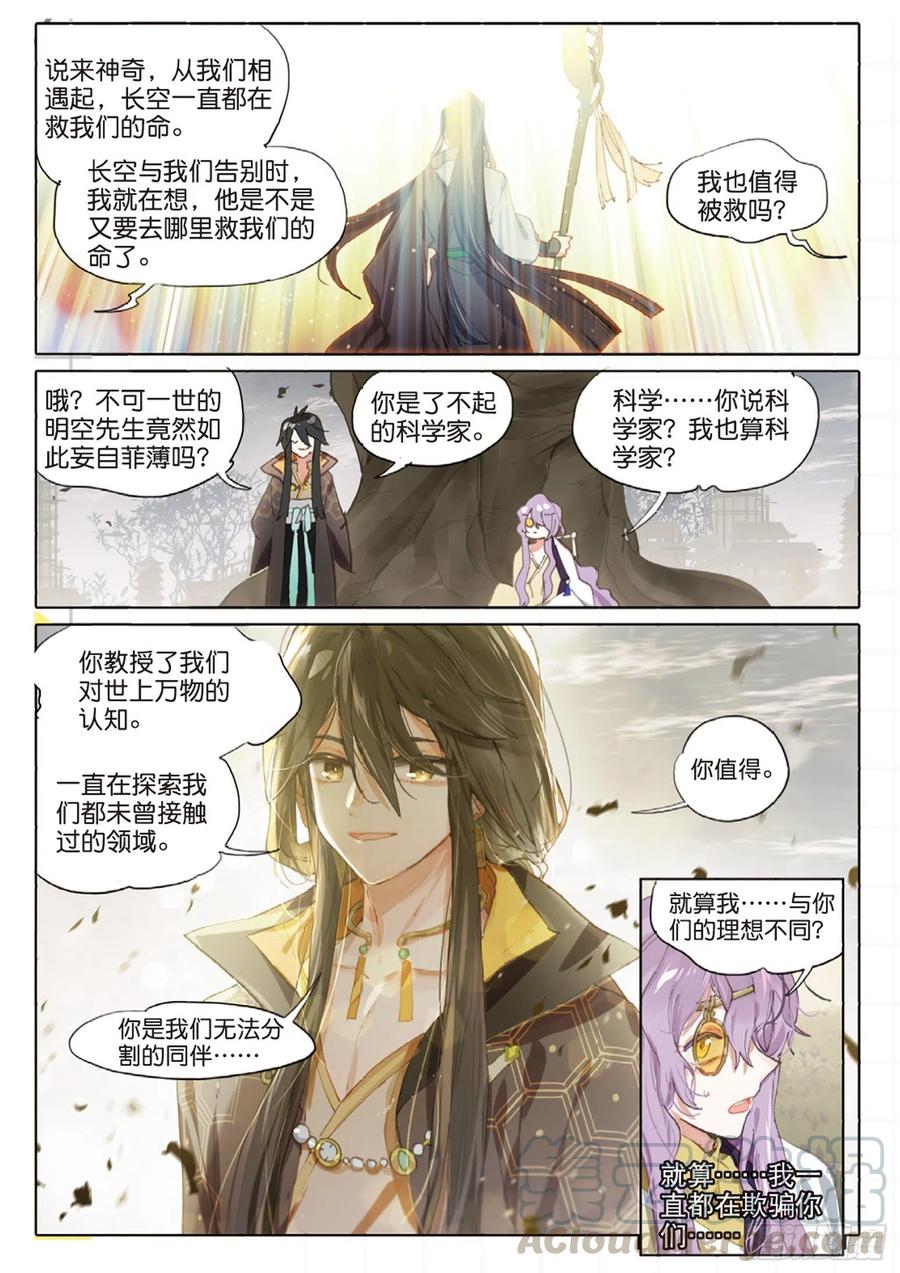 说来神奇，从我们相
遇起，长空一直都在
救我们的命。
长空与我们告别时，
我就在想，他是不是
又要去哪里救我们的
命了。
我也值得
被救吗？
哦？不可一世的
明空先生竟然如
此妄自菲薄吗？
你是了不起
的科学家。
科学……你说科
学家？我也算科
学家？
你教授了我们
对世上万物的
认知。
一直在探索我
们都未曾接触
过的领域。
你值得。
你是我们无法分
割的同伴……
就算我……与你
们的理想不同？
就算……我一
直都在欺骗你
们……